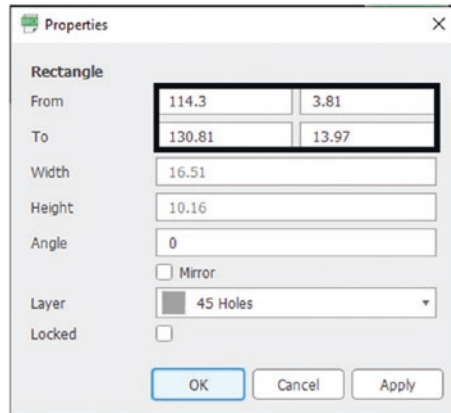 Properties
Rectangle
From 114.3 3.81
To 130.81 13.97
Width 16.51
Height 10.16
Angle 0
Mirror
Layer 45 Holes
Locked
OK Cancel Apply